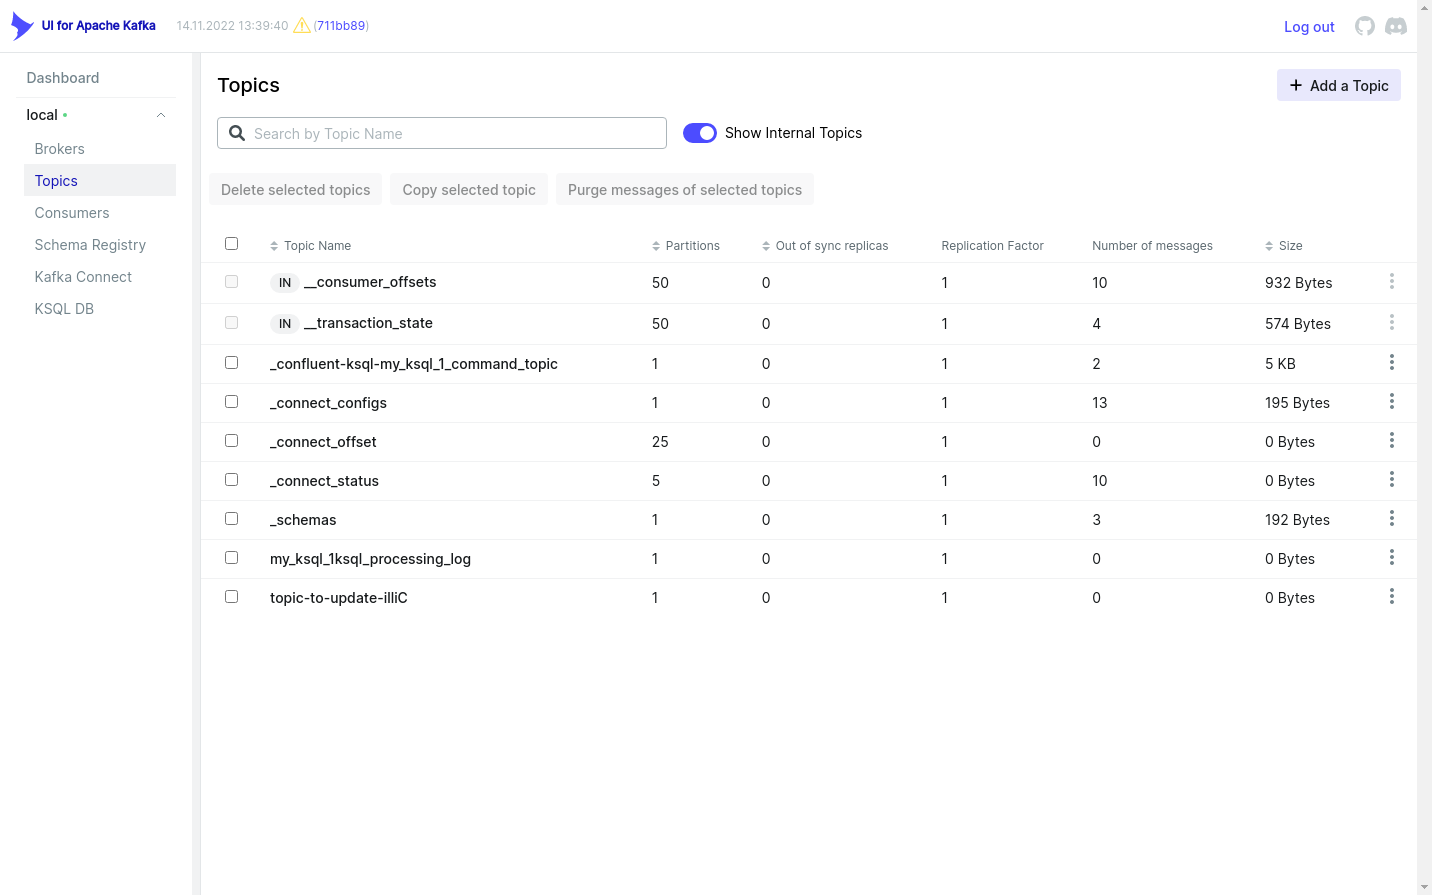 UI for Apache Kafka 14.11.2022 13:39:40 (711bb89) Log out
Dashboard
local
Brokers
Topics
Consumers
Schema Registry
Kafka Connect
KSQL DB
Topics
Add a Topic
Search by Topic Name
Show Internal Topics
Delete selected topics Copy selected topic Purge messages of selected topics
Topic Name Partitions Out of sync replicas Replication Factor Number of messages Size
IN __consumer_offsets 50 0 1 10 932 Bytes
IN __transaction_state 50 0 1 4 574 Bytes
_confluent-ksql-my_ksql_1_command_topic 1 0 1 2 5 KB
_connect_configs 1 0 1 13 195 Bytes
_connect_offset 25 0 1 0 0 Bytes
_connect_status 5 0 1 10 0 Bytes
_schemas 1 0 1 3 192 Bytes
my_ksql_1ksql_processing_log 1 0 1 0 0 Bytes
topic-to-update-illiC 1 0 1 0 0 Bytes